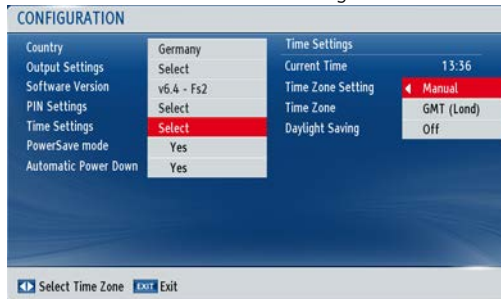 CONFIGURATION
Country Germany
Output Settings Select
Software Version v6.4 - Fs2
PIN Settings Select
Time Settings Select
PowerSave mode Yes
Automatic Power Down Yes
Time Settings
Current Time 13:36
Time Zone Setting Manual
Time Zone GMT (Lond)
Daylight Saving Off
Select Time Zone EXIT Exit